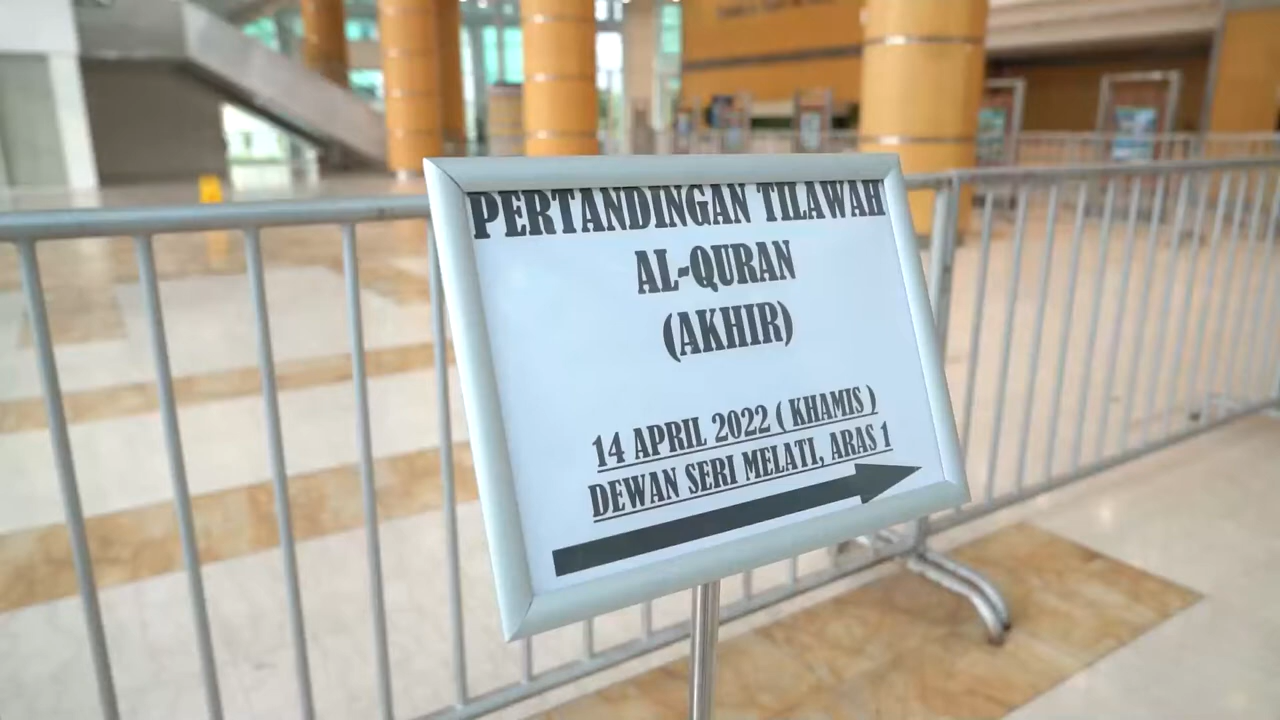 PERTANDINGAN TILAWAH
AL-QURAN
(AKHIR)
14 APRIL 2022 ( KHAMIS )
DEWAN SERI MELATI, ARAS 1